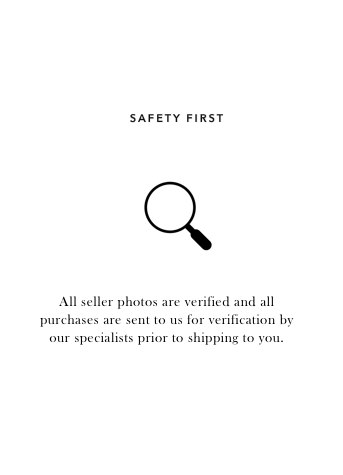 SAFETY FIRST
All seller photos are verified and all
purchases are sent to us for verification by
our specialists prior to shipping to you.